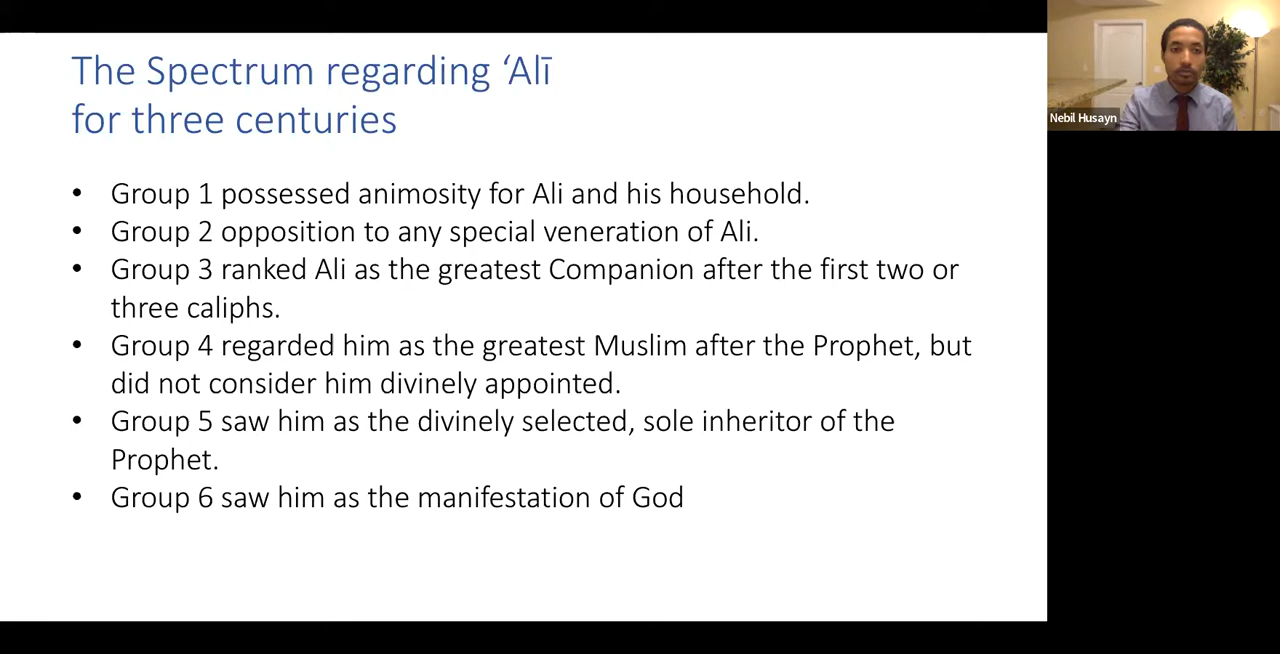 The Spectrum regarding ‘Alī
for three centuries
• Group 1 possessed animosity for Ali and his household.
• Group 2 opposition to any special veneration of Ali.
• Group 3 ranked Ali as the greatest Companion after the first two or
three caliphs.
• Group 4 regarded him as the greatest Muslim after the Prophet, but
did not consider him divinely appointed.
• Group 5 saw him as the divinely selected, sole inheritor of the
Prophet.
• Group 6 saw him as the manifestation of God
Nebil Husayn